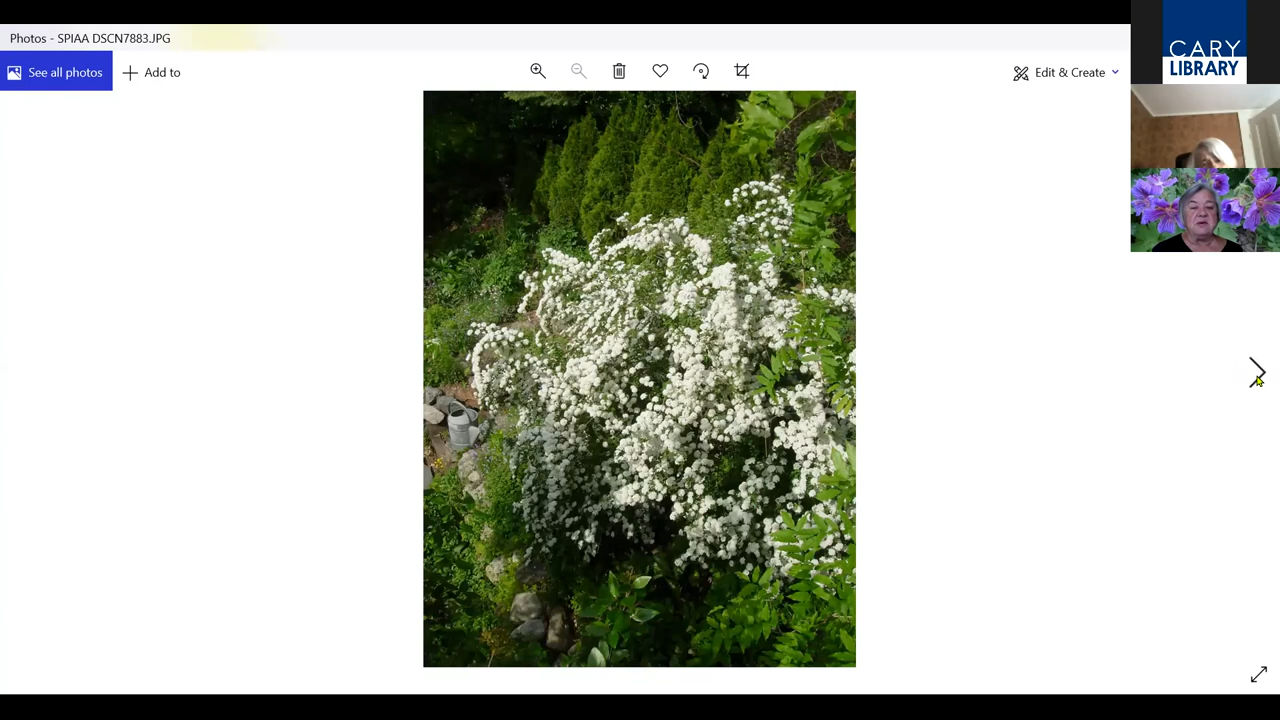 Photos - SPIAA DSCN7883.JPG
See all photos
Add to
Edit & Create
CARY
LIBRARY